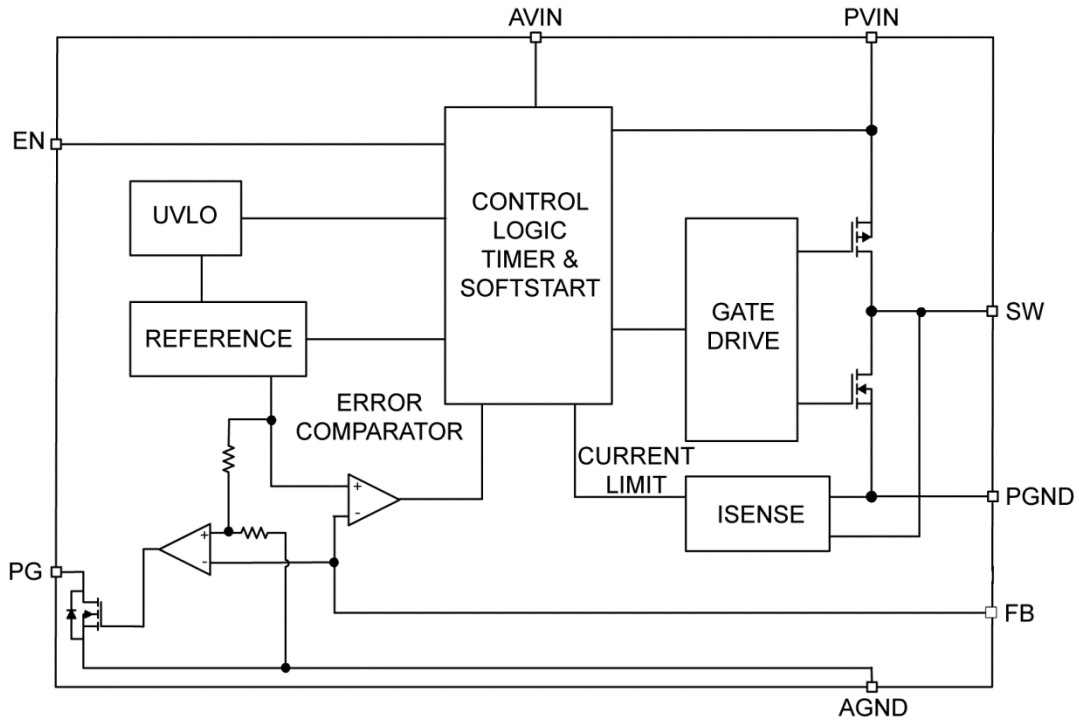 AVIN
PVIN
EN
UVLO
CONTROL
LOGIC
TIMER &
SOFTSTART
GATE
DRIVE
SW
REFERENCE
ERROR
COMPARATOR
CURRENT
LIMIT
ISENSE
PGND
+
-
+
-
PG
FB
AGND